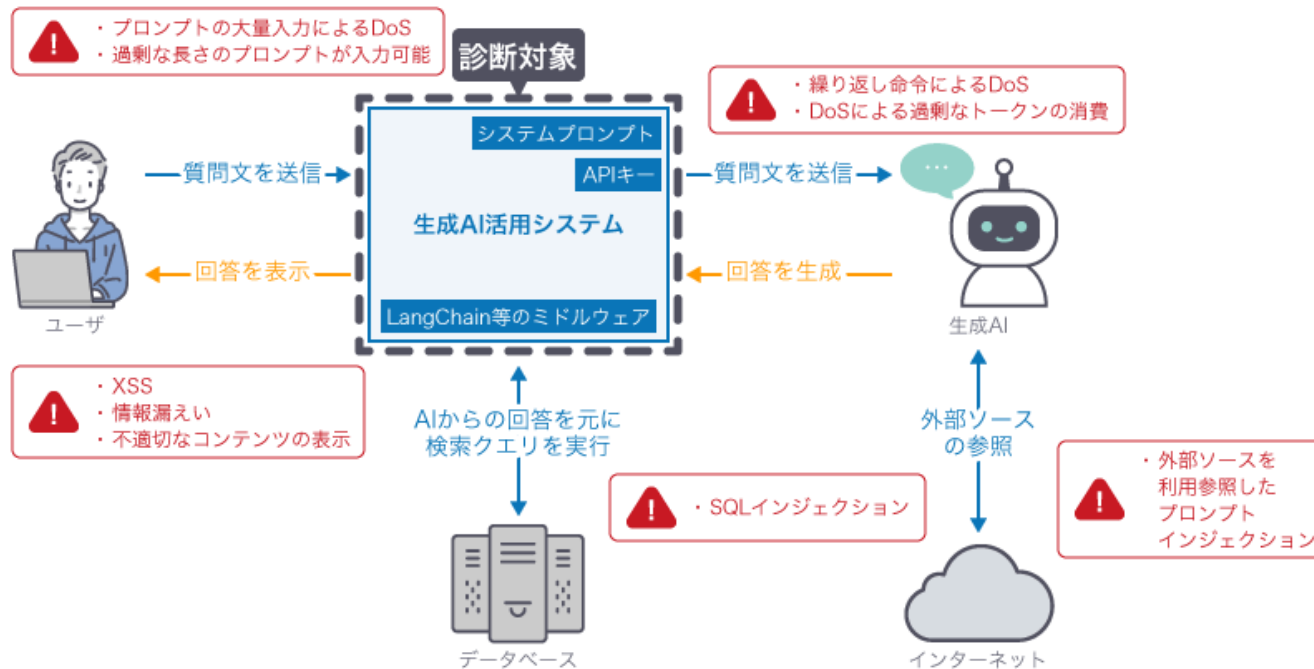 ・プロンプトの大量入力によるDoS
・過剰な長さのプロンプトが入力可能
診断対象
・繰り返し命令によるDoS
・DoSによる過剰なトークンの消費
システムプロンプト
APIキー
質問文を送信
質問文を送信
生成AI活用システム
回答を表示
回答を生成
LangChain等のミドルウェア
ユーザ
生成AI
・XSS
・情報漏えい
・不適切なコンテンツの表示
AIからの回答を元に
検索クエリを実行
外部ソース
の参照
・SQLインジェクション
・外部ソースを
利用参照した
プロンプト
インジェクション
データベース
インターネット